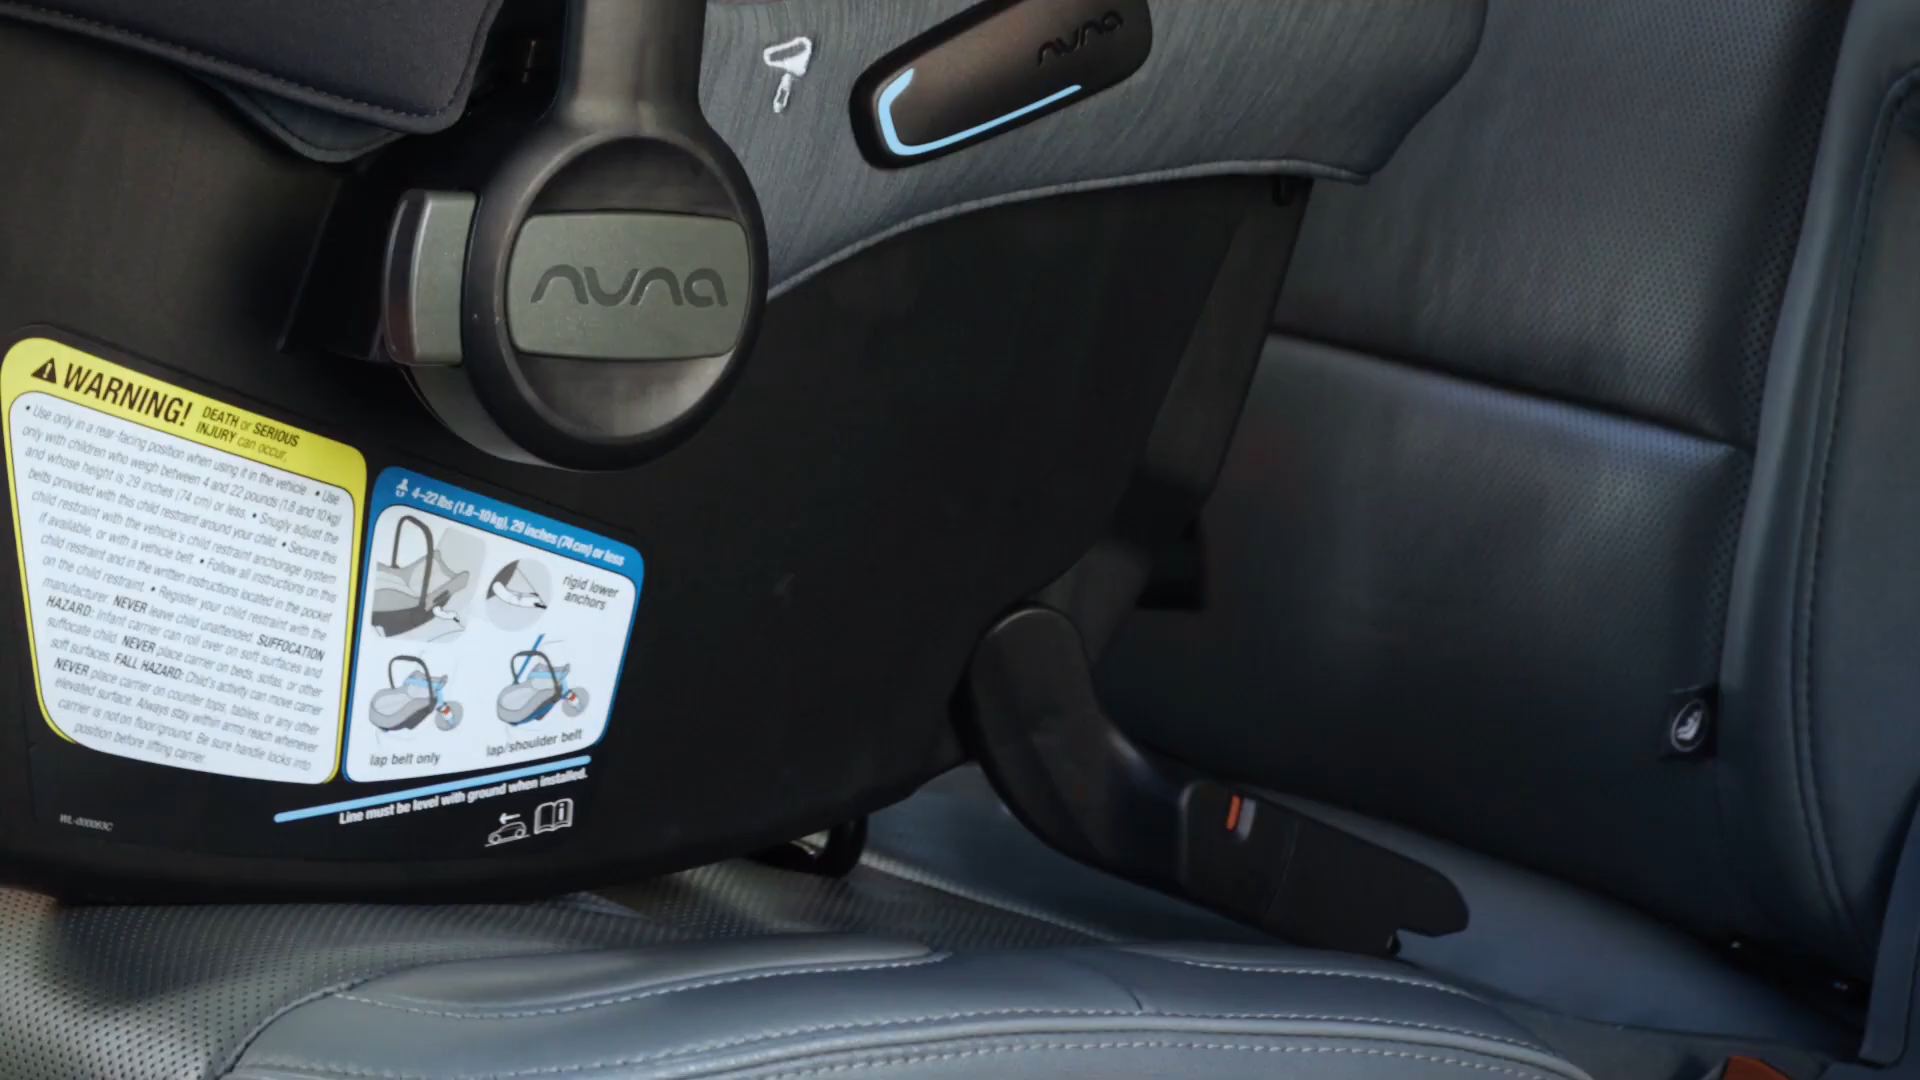 nuna
nuna
WARNING! DEATH or SERIOUS
INJURY can occur.
• Use only in a rear-facing position when using it in the vehicle. • Use
only with children who weigh between 4 and 22 pounds (1.8 and 10 kg)
and whose height is 29 inches (74 cm) or less. • Snugly adjust the
belts provided with this child restraint around your child. • Secure this
child restraint with the vehicle's child restraint anchorage system
if available, or with a vehicle belt. • Follow all instructions on this
child restraint and in the written instructions located in the pocket
on the child restraint. • Register your child restraint with the
manufacturer. NEVER leave child unattended. SUFFOCATION
HAZARD: Infant carrier can roll over on soft surfaces and
suffocate child. NEVER place carrier on beds, sofas, or other
soft surfaces. FALL HAZARD: Child's activity can move carrier
NEVER place carrier on counter tops, tables, or any other
elevated surface. Always stay within arms reach whenever
carrier is not on floor/ground. Be sure handle locks into
position before lifting carrier.
4–22 lbs (1.8–10 kg), 29 inches (74 cm) or less
rigid lower
anchors
lap belt only
lap/shoulder belt
Line must be level with ground when installed.
WL-000063C